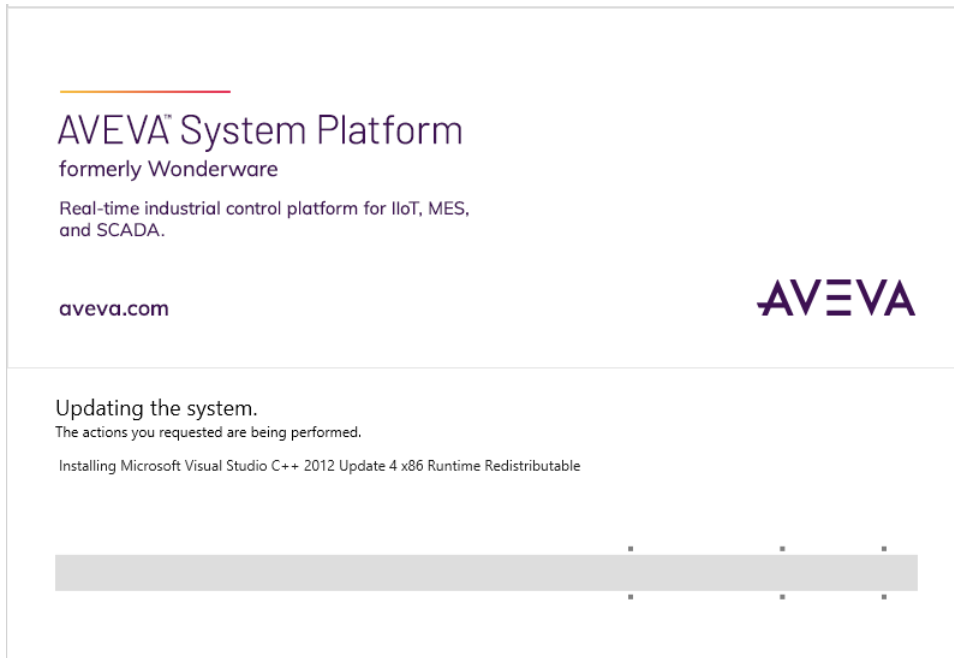 AVEVA™ System Platform
formerly Wonderware
Real-time industrial control platform for IIoT, MES,
and SCADA.
aveva.com
AVEVA
Updating the system.
The actions you requested are being performed.
Installing Microsoft Visual Studio C++ 2012 Update 4 x86 Runtime Redistributable